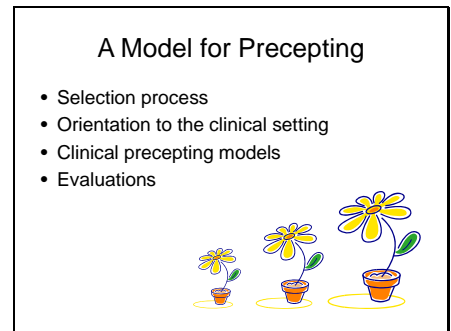 A Model for Precepting
• Selection process
• Orientation to the clinical setting
• Clinical precepting models
• Evaluations